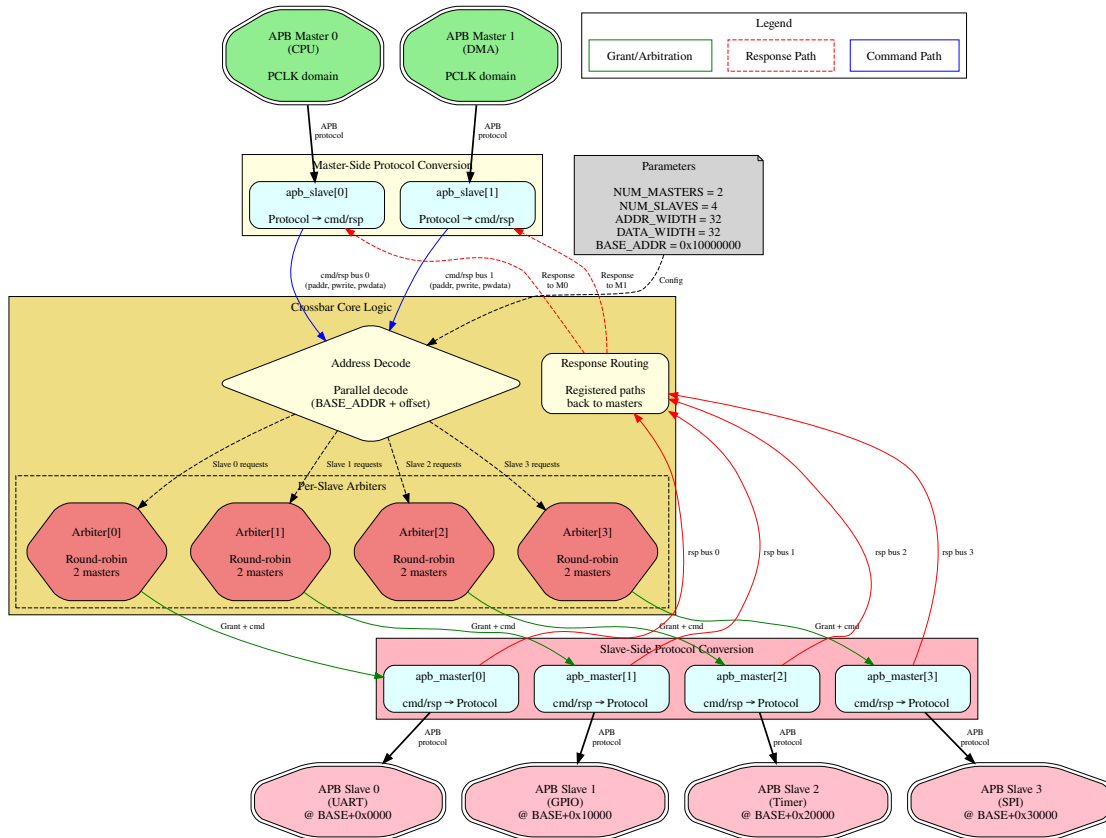 APB Master 0
(CPU)
PCLK domain
APB Master 1
(DMA)
PCLK domain
Legend
Grant/Arbitration
Response Path
Command Path
APB
protocol
APB
protocol
Master-Side Protocol Conversion
apb_slave[0]
Protocol → cmd/rsp
apb_slave[1]
Protocol → cmd/rsp
Parameters
NUM_MASTERS = 2
NUM_SLAVES = 4
ADDR_WIDTH = 32
DATA_WIDTH = 32
BASE_ADDR = 0x10000000
cmd/rsp bus 0
(paddr, pwrite, pwdata)
cmd/rsp bus 1
(paddr, pwrite, pwdata)
Response
to M0
Response
to M1
Config
Crossbar Core Logic
Address Decode
Parallel decode
(BASE_ADDR + offset)
Response Routing
Registered paths
back to masters
Slave 0 requests
Slave 1 requests
Slave 2 requests
Slave 3 requests
Per-Slave Arbiters
Arbiter[0]
Round-robin
2 masters
Arbiter[1]
Round-robin
2 masters
Arbiter[2]
Round-robin
2 masters
Arbiter[3]
Round-robin
2 masters
rsp bus 0
rsp bus 1
rsp bus 2
rsp bus 3
Grant + cmd
Grant + cmd
Grant + cmd
Grant + cmd
Slave-Side Protocol Conversion
apb_master[0]
cmd/rsp → Protocol
apb_master[1]
cmd/rsp → Protocol
apb_master[2]
cmd/rsp → Protocol
apb_master[3]
cmd/rsp → Protocol
APB
protocol
APB
protocol
APB
protocol
APB
protocol
APB Slave 0
(UART)
@ BASE+0x0000
APB Slave 1
(GPIO)
@ BASE+0x10000
APB Slave 2
(Timer)
@ BASE+0x20000
APB Slave 3
(SPI)
@ BASE+0x30000